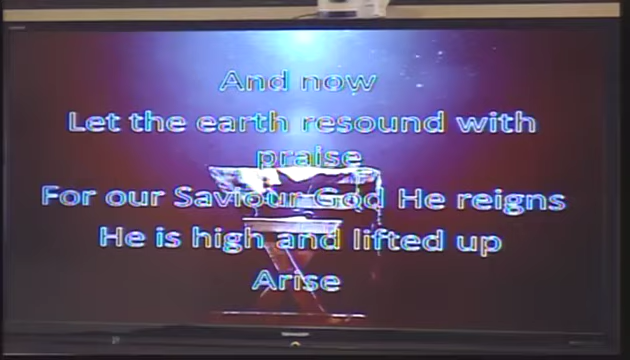 And now
Let the earth resound with
praise
For our Saviour God He reigns
He is high and lifted up
Arise